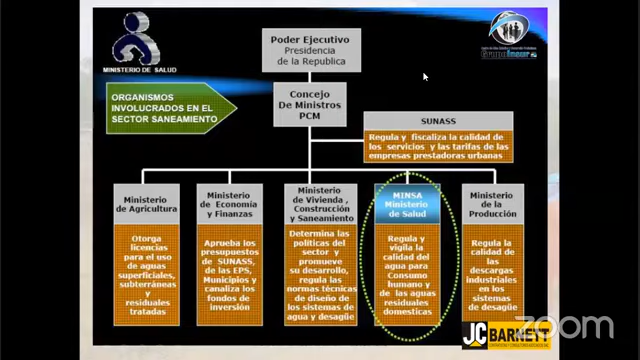 MINISTERIO DE SALUD
ORGANISMOS
INVOLUCRADOS EN EL
SECTOR SANEAMIENTO
Poder Ejecutivo
Presidencia
de la Republica
Concejo
De Ministros
PCM
SUNASS
Regula y fiscaliza la calidad de
los servicios y las tarifas de las
empresas prestadoras urbanas
Ministerio
de Agricultura
Otorga
licencias
para el uso
de aguas
superficiales,
subterráneas
y
residuales
tratadas
Ministerio
de Economía
y Finanzas
Aprueba los
presupuestos
de SUNASS,
de las EPS,
Municipios y
canaliza los
fondos de
inversión
Ministerio
de Vivienda,
Construcción
y Saneamiento
Determina las
políticas del
sector y
promueve
su desarrollo,
regula las
normas técnicas
de diseño de
los sistemas de
agua y desagüe
MINSA
Ministerio
de Salud
Regula y
vigila la
calidad del
agua para
Consumo
humano y
de las aguas
residuales
domesticas
Ministerio
de la
Producción
Regula la
calidad de
las
descargas
industriales
en los
sistemas de
desagüe
zoom
JC BARNETT